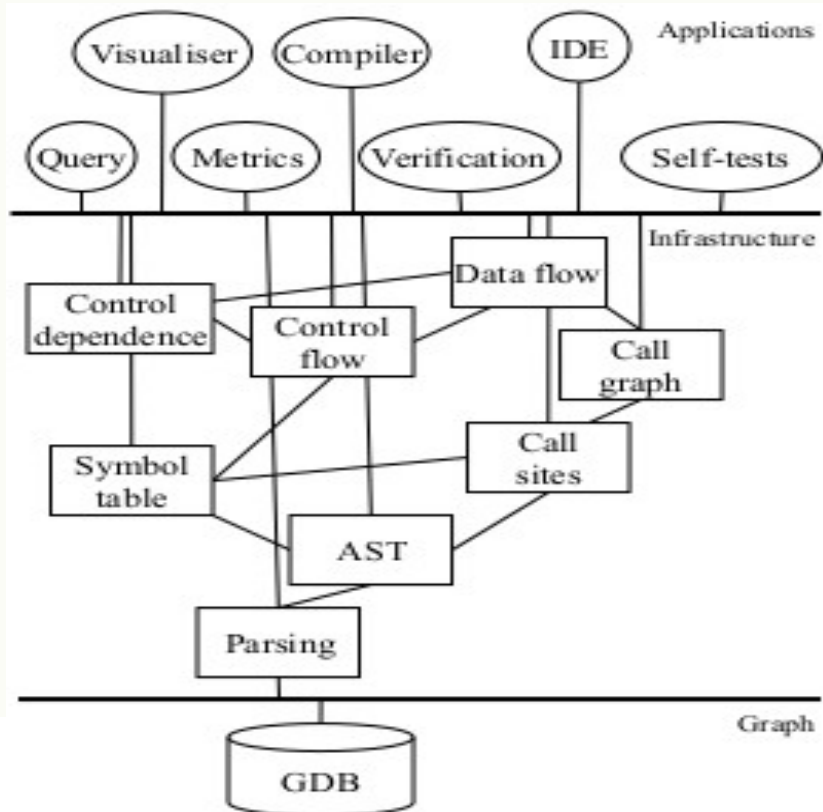 Applications
Visualiser
Compiler
IDE
Query
Metrics
Verification
Self-tests
Infrastructure
Data flow
Control
dependence
Control
flow
Call
graph
Symbol
table
Call
sites
AST
Parsing
Graph
GDB